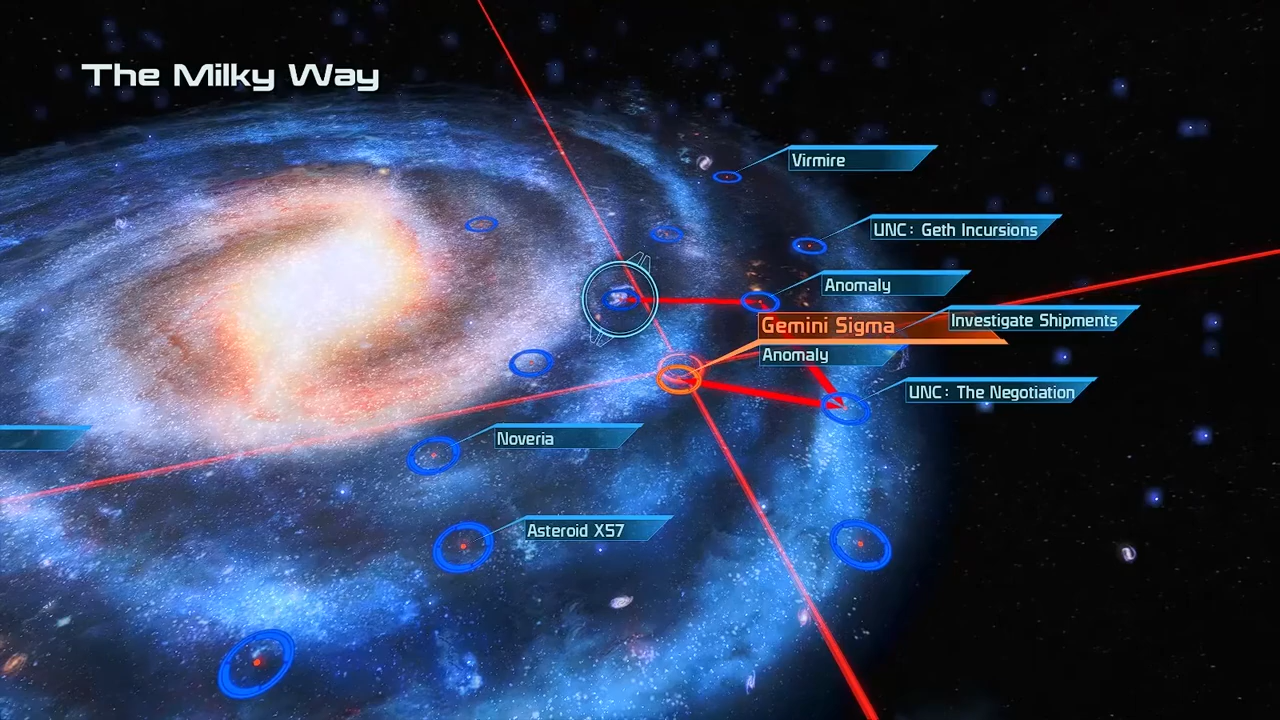 The Milky Way
Virmire
UNC: Geth Incursions
Anomaly
Investigate Shipments
Gemini Sigma
Anomaly
UNC: The Negotiation
Noveria
Asteroid X57